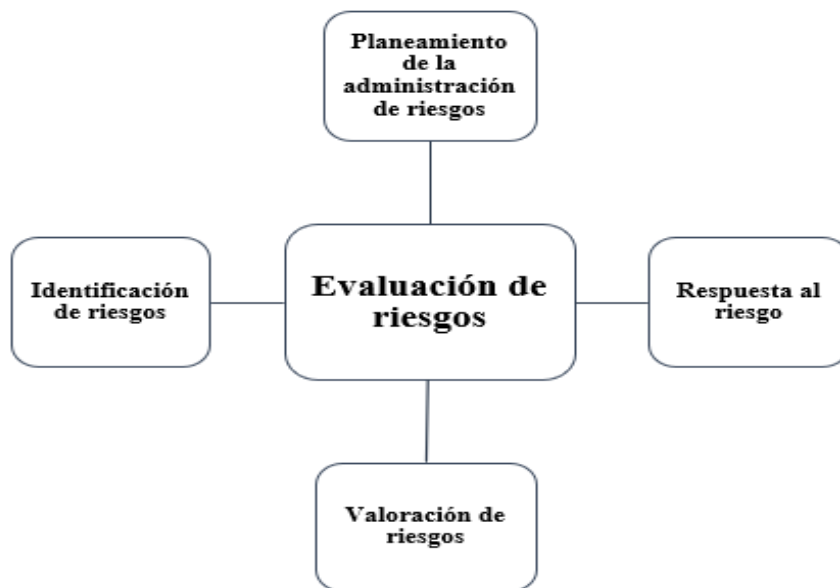 Planeamiento
de la
administración
de riesgos
Identificación
de riesgos
Evaluación de
riesgos
Respuesta al
riesgo
Valoración de
riesgos